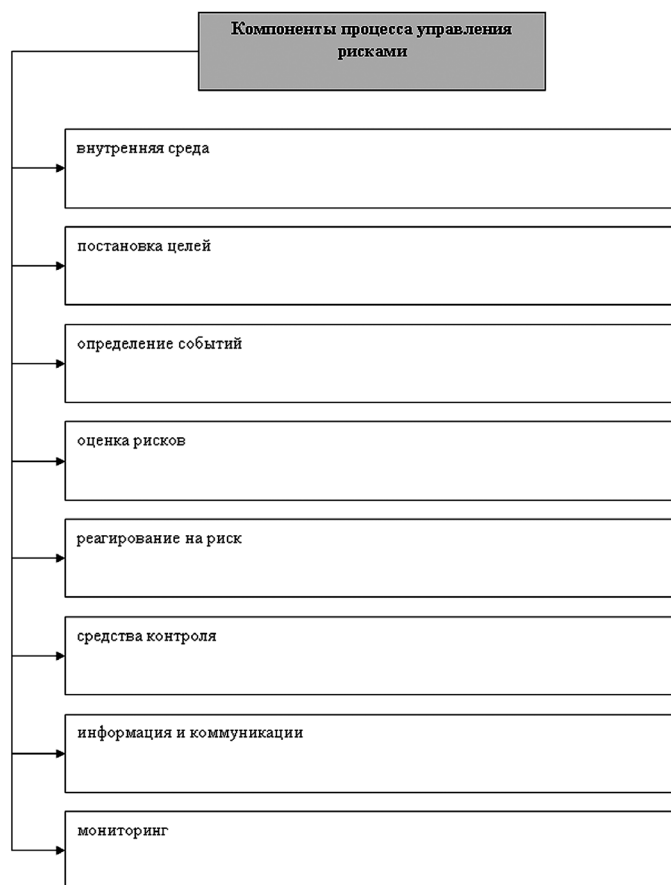 Компоненты процесса управления
рисками
внутренняя среда
постановка целей
определение событий
оценка рисков
реагирование на риск
средства контроля
информация и коммуникации
мониторинг